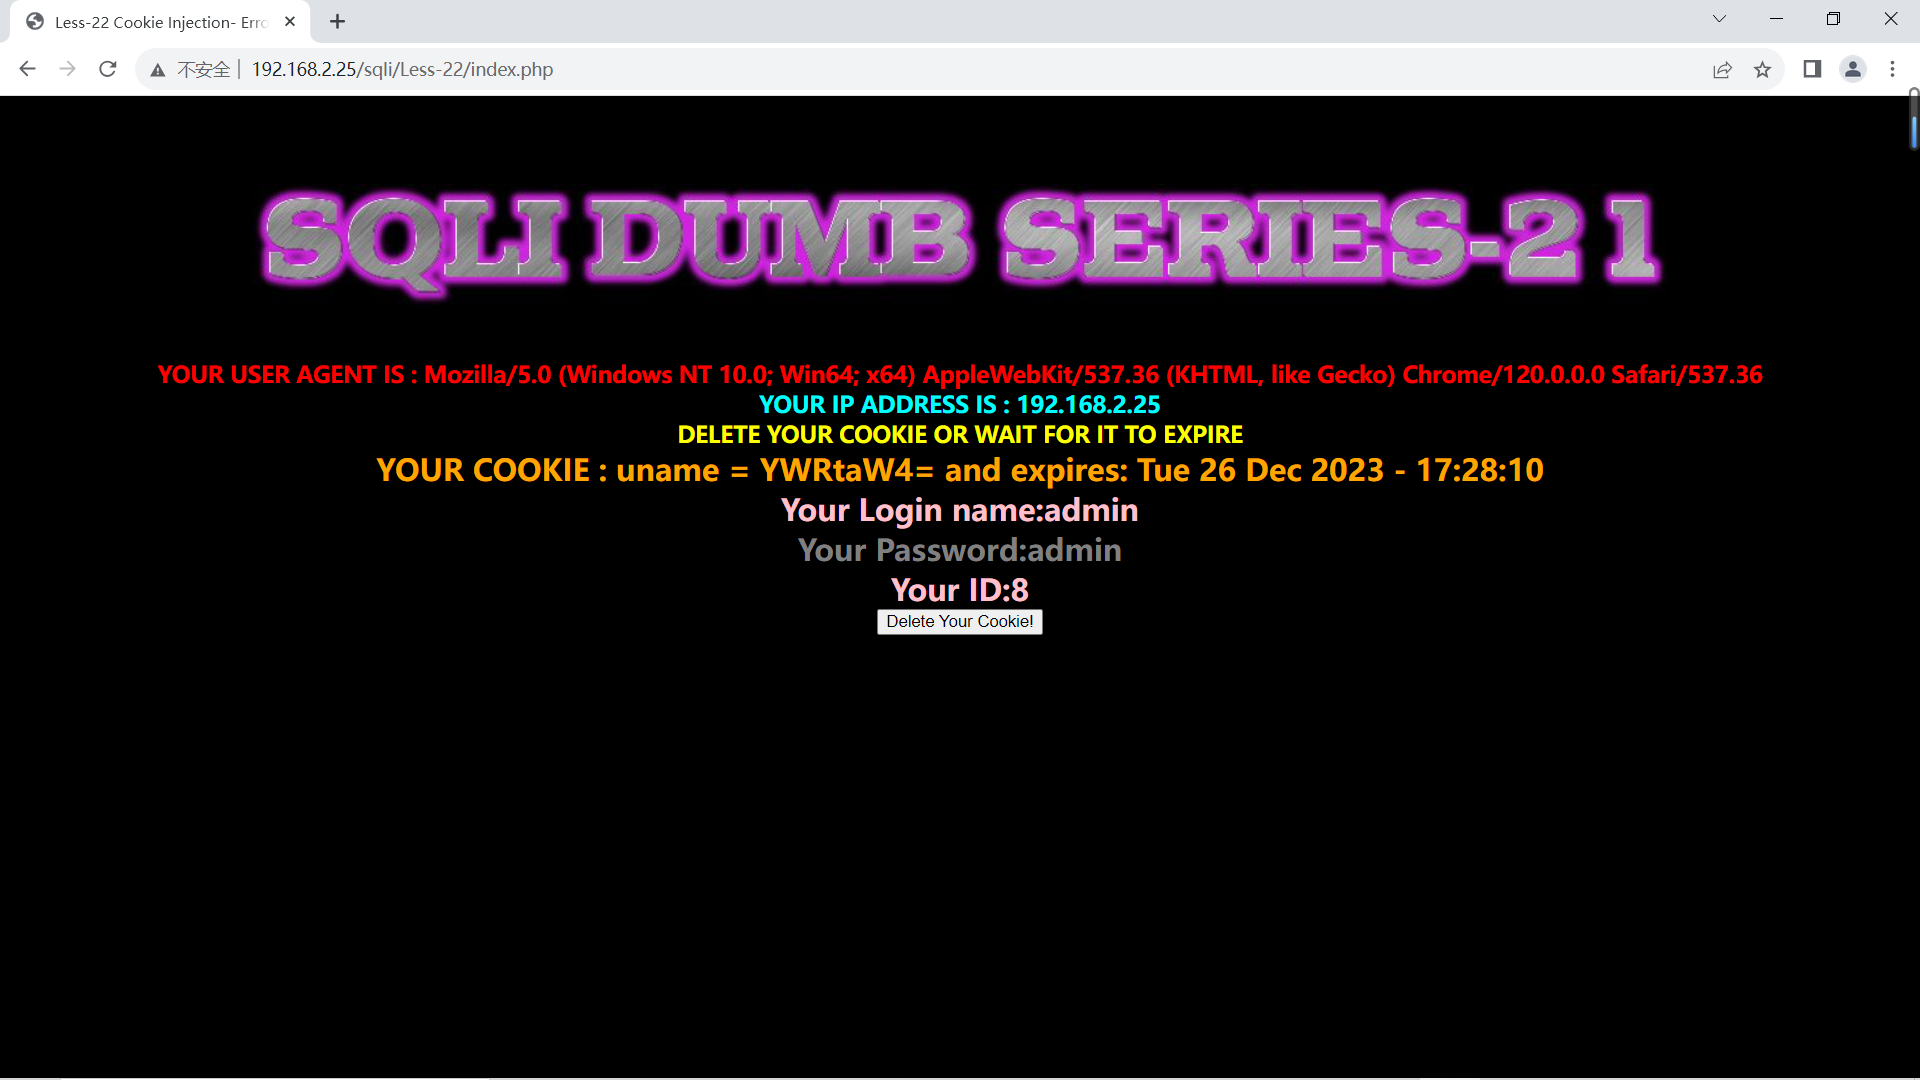 Less-22 Cookie Injection- Erro
不安全 192.168.2.25/sqli/Less-22/index.php
SQLI DUMB SERIES-21
YOUR USER AGENT IS : Mozilla/5.0 (Windows NT 10.0; Win64; x64) AppleWebKit/537.36 (KHTML, like Gecko) Chrome/120.0.0.0 Safari/537.36
YOUR IP ADDRESS IS : 192.168.2.25
DELETE YOUR COOKIE OR WAIT FOR IT TO EXPIRE
YOUR COOKIE : uname = YWRtaW4= and expires: Tue 26 Dec 2023 - 17:28:10
Your Login name:admin
Your Password:admin
Your ID:8
Delete Your Cookie!